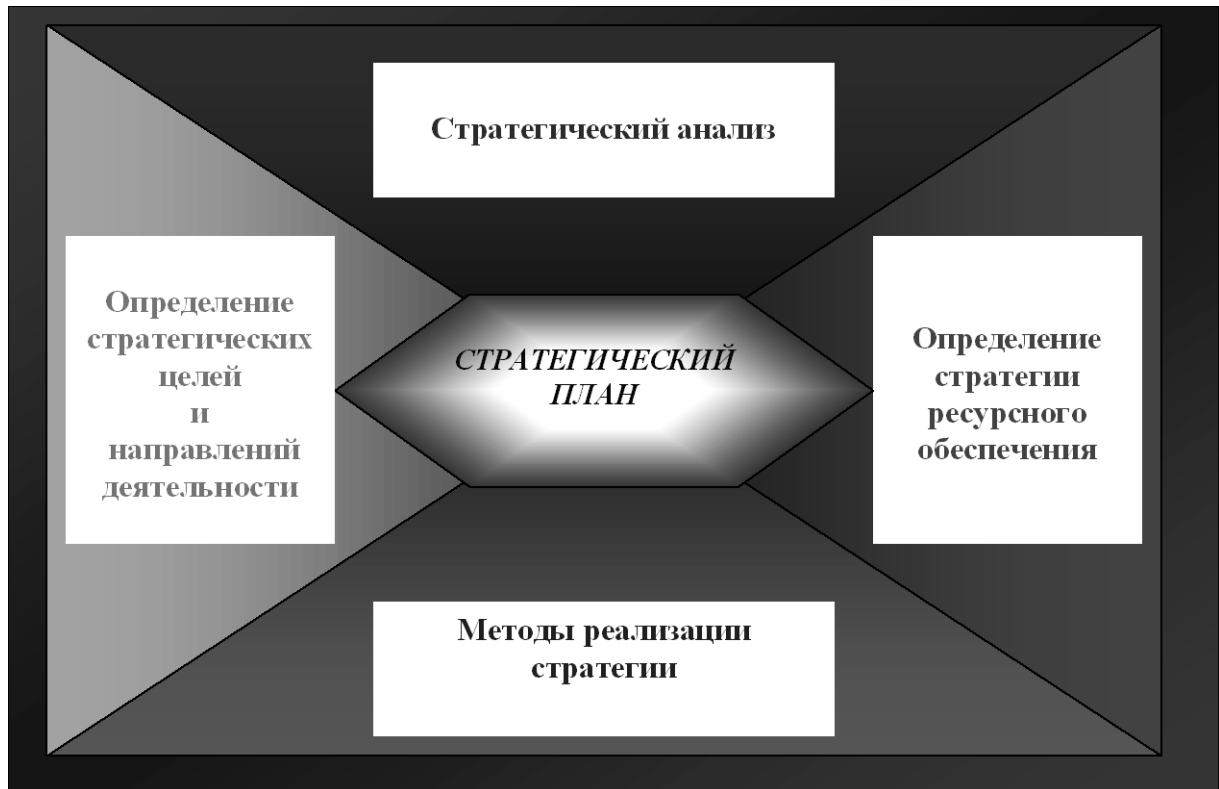 Стратегический анализ
Определение
стратегических
целей
и
направлений
деятельности
СТРАТЕГИЧЕСКИЙ
ПЛАН
Определение
стратегии
ресурсного
обеспечения
Методы реализации
стратегии